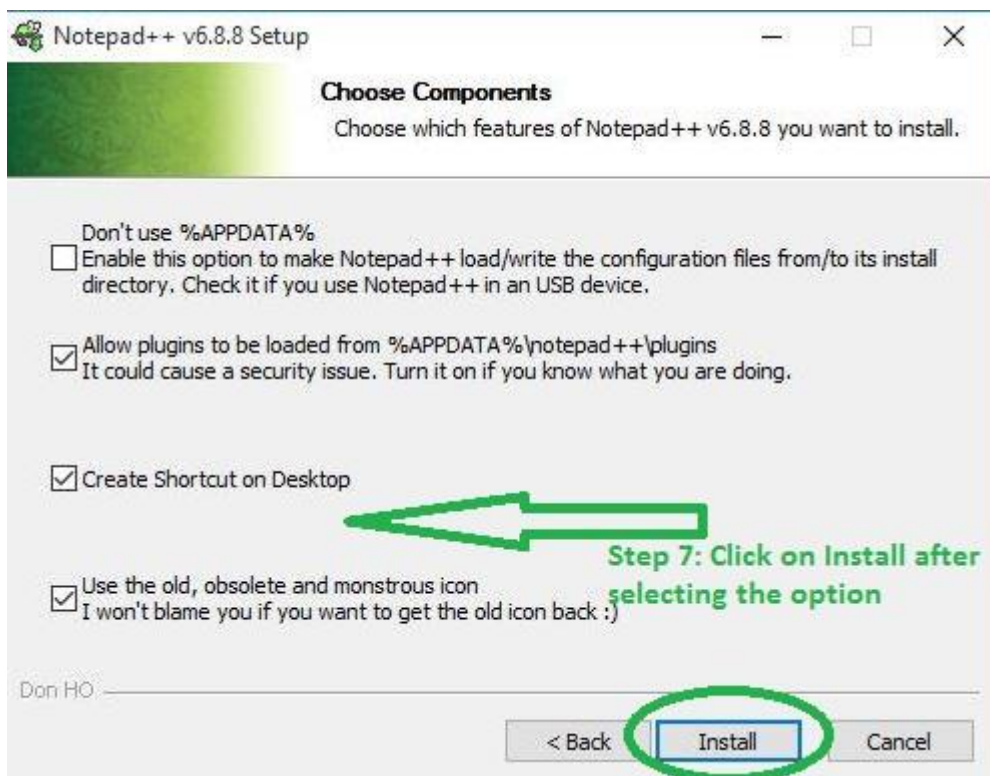 Notepad++ v6.8.8 Setup
Choose Components
Choose which features of Notepad++ v6.8.8 you want to install.
Don't use %APPDATA%
Enable this option to make Notepad++ load/write the configuration files from/to its install
directory. Check it if you use Notepad++ in an USB device.
Allow plugins to be loaded from %APPDATA%\notepad++\plugins
It could cause a security issue. Turn it on if you know what you are doing.
Create Shortcut on Desktop
Step 7: Click on Install after
selecting the option
Use the old, obsolete and monstrous icon
I won't blame you if you want to get the old icon back :)
Don HO
< Back
Install
Cancel